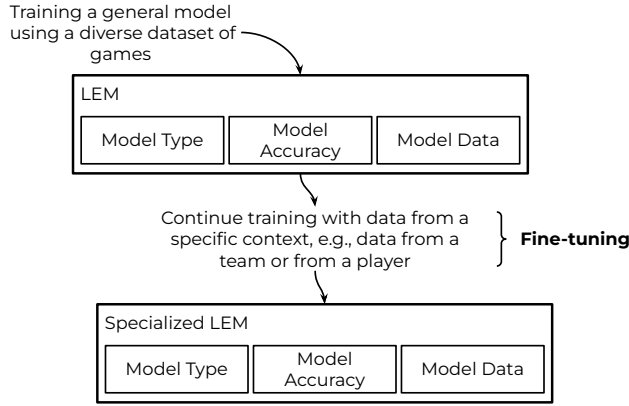 Training a general model
using a diverse dataset of
games
LEM
Model Type
Model
Accuracy
Model Data
Continue training with data from a
specific context, e.g., data from a
team or from a player
Fine-tuning
Specialized LEM
Model Type
Model
Accuracy
Model Data